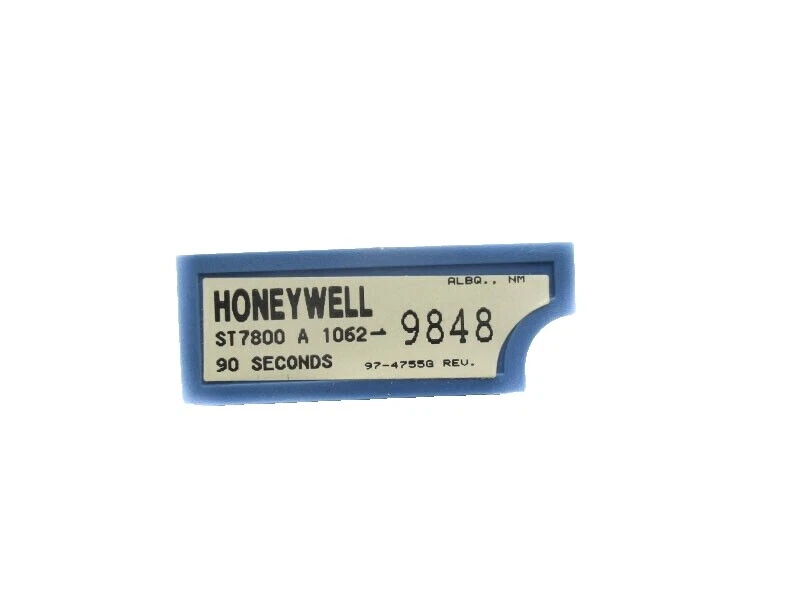 ALBQ., NM
HONEYWELL
ST7800 A 1062- 9848
90 SECONDS
97-4755G REV.